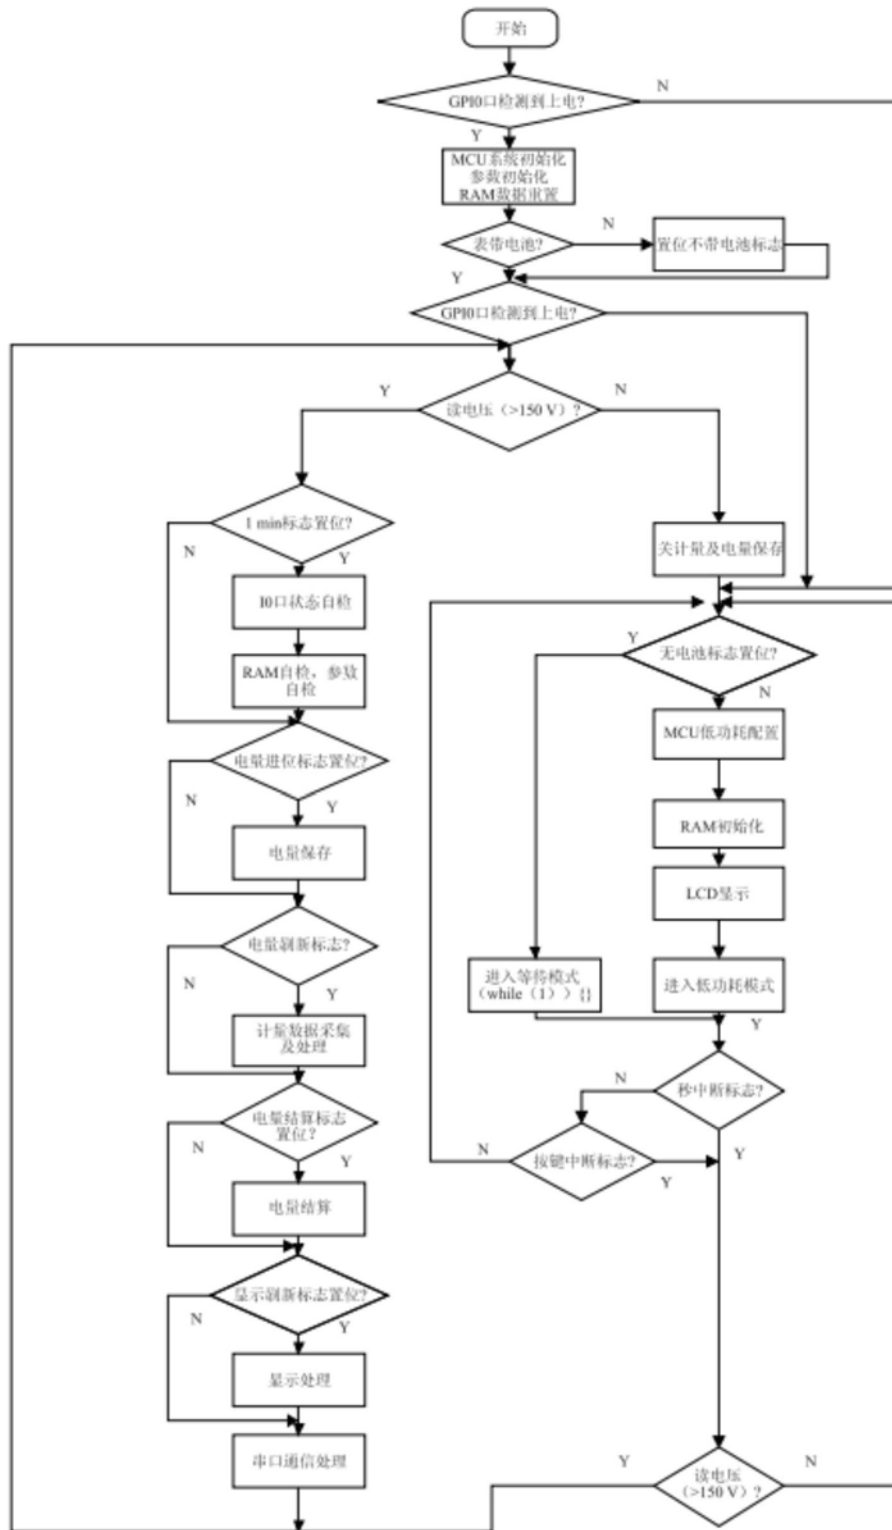 开始
GPI0口检测到上电?
N
Y
MCU系统初始化
参数初始化
RAM数据重置
表带电池?
N
置位不带电池标志
Y
GPI0口检测到上电?
读电压（>150 V）?
Y
N
1 min标志置位?
N
Y
关计量及电量保存
I0口状态自检
RAM自检，参数
自检
Y
无电池标志置位?
N
MCU低功耗配置
电量进位标志置位?
N
Y
RAM初始化
电量保存
LCD显示
电量刷新标志?
N
Y
进入等待模式
（while（1））{}
进入低功耗模式
Y
计量数据采集
及处理
秒中断标志?
N
Y
电量结算标志
置位?
N
Y
按键中断标志?
N
Y
电量结算
显示刷新标志置位?
N
Y
显示处理
串口通信处理
Y
读电压
（>150 V）?
N